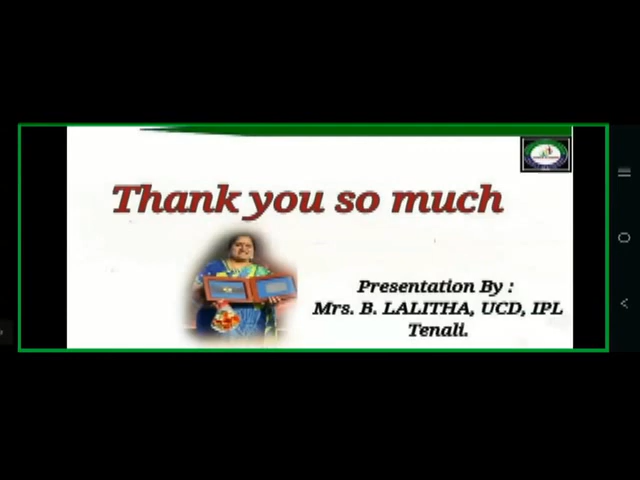 Thank you so much
Presentation By :
Mrs. B. LALITHA, UCD, IPL
Tenali.